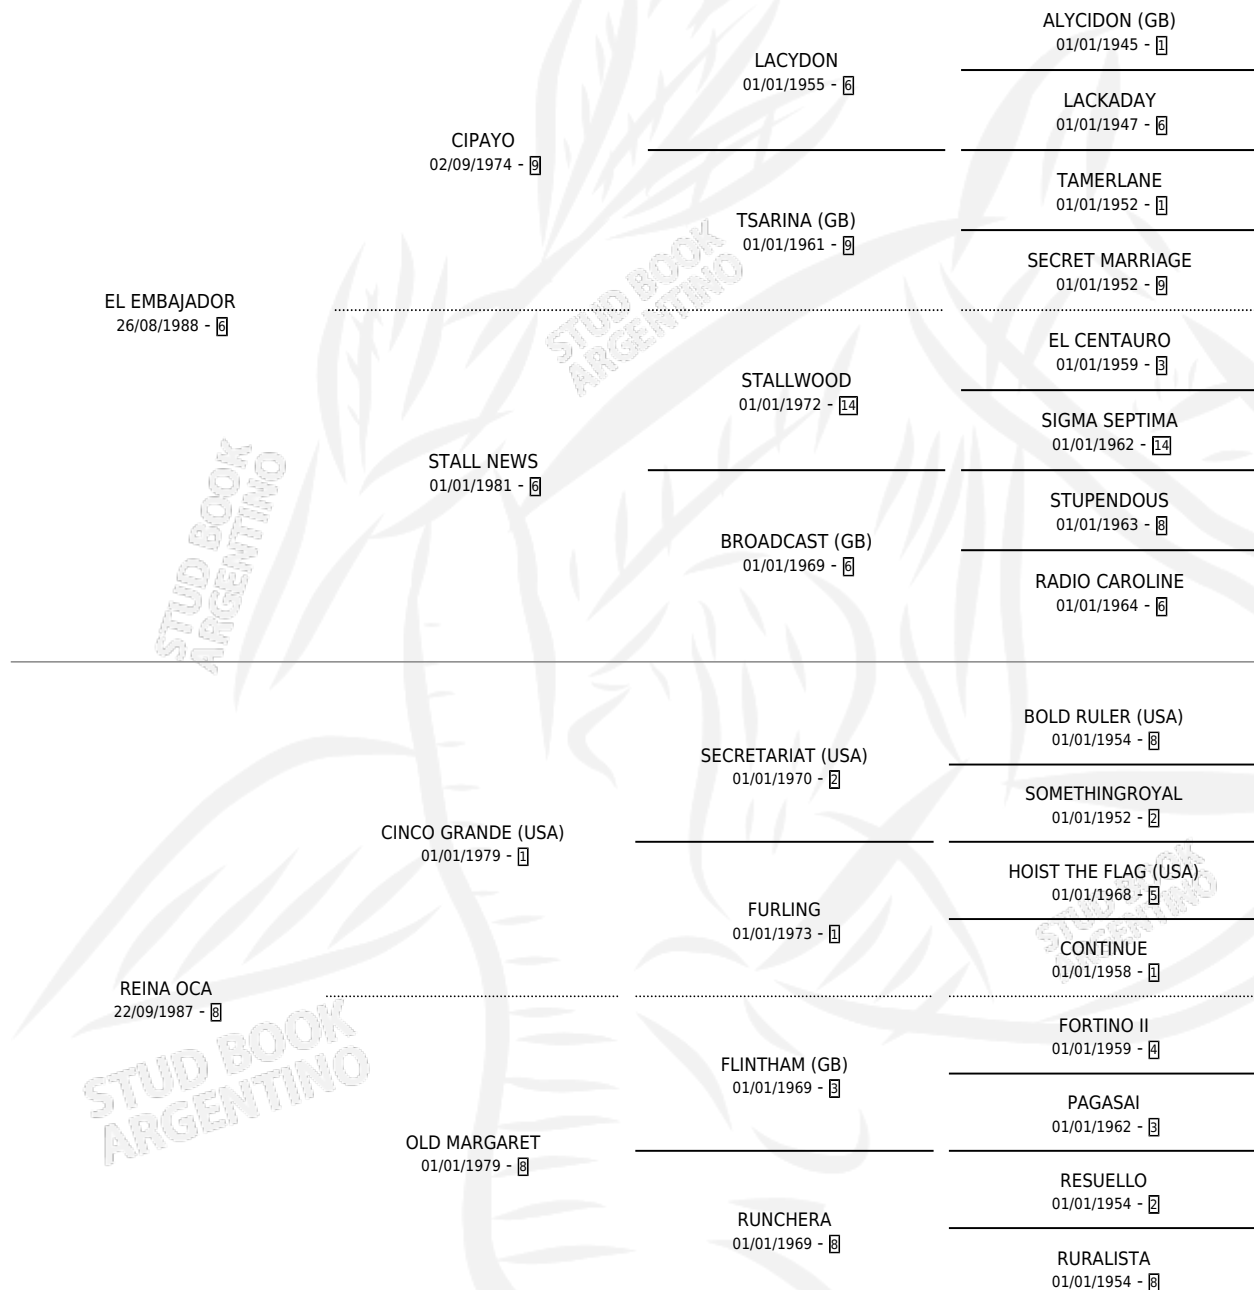 ALYCIDON (GB)
01/01/1945 - 1
LACYDON
01/01/1955 - 6
LACKADAY
01/01/1947 - 6
CIPAYO
02/09/1974 - 9
TAMERLANE
01/01/1952 - 1
TSARINA (GB)
01/01/1961 - 9
SECRET MARRIAGE
01/01/1952 - 9
EL EMBAJADOR
26/08/1988 - 6
EL CENTAURO
01/01/1959 - 3
STALLWOOD
01/01/1972 - 14
SIGMA SEPTIMA
01/01/1962 - 14
STALL NEWS
01/01/1981 - 6
STUPENDOUS
01/01/1963 - 8
BROADCAST (GB)
01/01/1969 - 6
RADIO CAROLINE
01/01/1964 - 6
STUD BOOK
ARGENTINO
STUD BOOK
ARGENTINO
BOLD RULER (USA)
01/01/1954 - 8
SECRETARIAT (USA)
01/01/1970 - 2
SOMETHINGROYAL
01/01/1952 - 2
CINCO GRANDE (USA)
01/01/1979 - 1
HOIST THE FLAG (USA)
01/01/1968 - 5
FURLING
01/01/1973 - 1
CONTINUE
01/01/1958 - 1
STUD BOOK
ARGENTINO
REINA OCA
22/09/1987 - 8
FORTINO II
01/01/1959 - 4
FLINTHAM (GB)
01/01/1969 - 3
PAGASAI
01/01/1962 - 3
OLD MARGARET
01/01/1979 - 8
RESUELLO
01/01/1954 - 2
RUNCHERA
01/01/1969 - 8
RURALISTA
01/01/1954 - 8
STUD BOOK
ARGENTINO